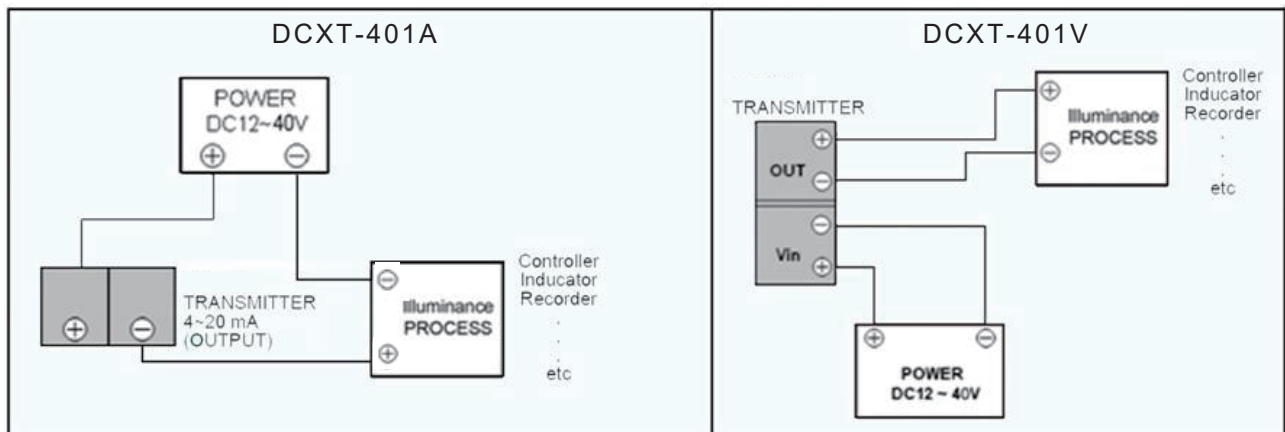 DCXT-401A
POWER
DC12~40V
⊕ ⊖
TRANSMITTER
4~20 mA
(OUTPUT)
⊕ ⊖
⊖
Illuminance
PROCESS
⊕
Controller
Inducator
Recorder
.
.
.
etc
DCXT-401V
TRANSMITTER
⊕
OUT
⊖
⊖
Vin
⊕
⊕
Illuminance
PROCESS
⊖
Controller
Inducator
Recorder
.
.
.
etc
⊕ ⊖
POWER
DC12 ~ 40V